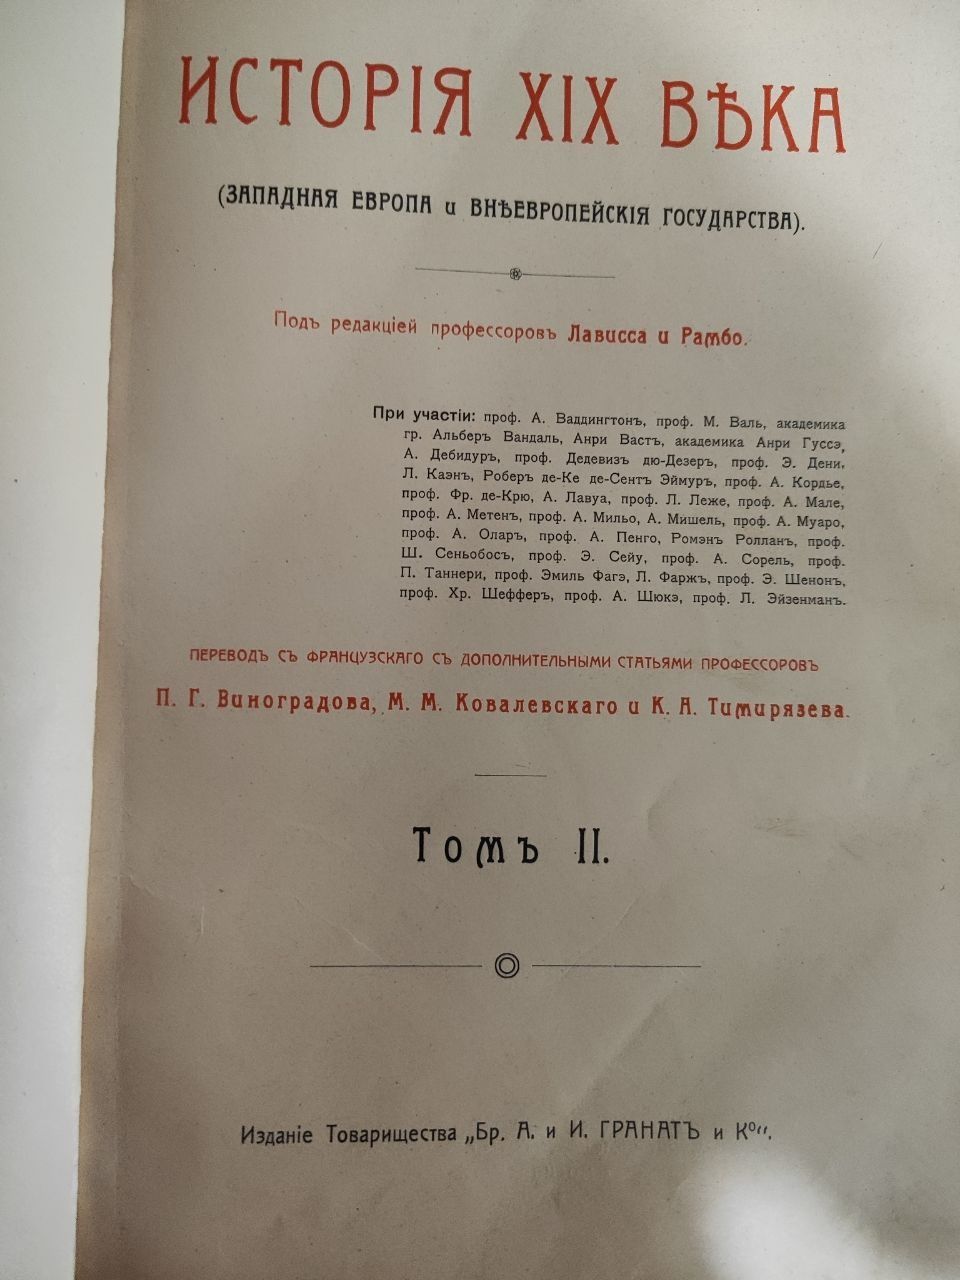 ИСТОРІЯ XIX ВѢКА
(ЗАПАДНАЯ ЕВРОПА и ВНѢЕВРОПЕЙСКІЯ ГОСУДАРСТВА).
Подъ редакціей профессоровъ Лависса и Рамбо.
При участіи: проф. А. Ваддингтонъ, проф. М. Валь, академика
гр. Альберъ Вандаль, Анри Вастъ, академика Анри Гуссэ,
А. Дебидуръ, проф. Дедевизъ дю-Дезеръ, проф. Э. Дени,
Л. Каэнъ, Роберъ де-Ке де-Сентъ Эймуръ, проф. А. Кордье,
проф. Фр. де-Крю, А. Лавуа, проф. Л. Леже, проф. А. Мале,
проф. А. Метенъ, проф. А. Мильо, А. Мишель, проф. А. Муаро,
проф. А. Оларъ, проф. А. Пенго, Ромэнъ Ролланъ, проф.
Ш. Сеньобосъ, проф. Э. Сейу, проф. А. Сорель, проф.
П. Таннери, проф. Эмиль Фагэ, Л. Фаржъ, проф. Э. Шенонъ,
проф. Хр. Шефферъ, проф. А. Шюкэ, проф. Л. Эйзенманъ.
ПЕРЕВОДЪ СЪ ФРАНЦУЗСКАГО СЪ ДОПОЛНИТЕЛЬНЫМИ СТАТЬЯМИ ПРОФЕССОРОВЪ
П. Г. Виноградова, М. М. Ковалевскаго и К. А. Тимирязева.
Томъ II.
Изданіе Товарищества „Бр. А. и И. ГРАНАТЪ и Кº“.